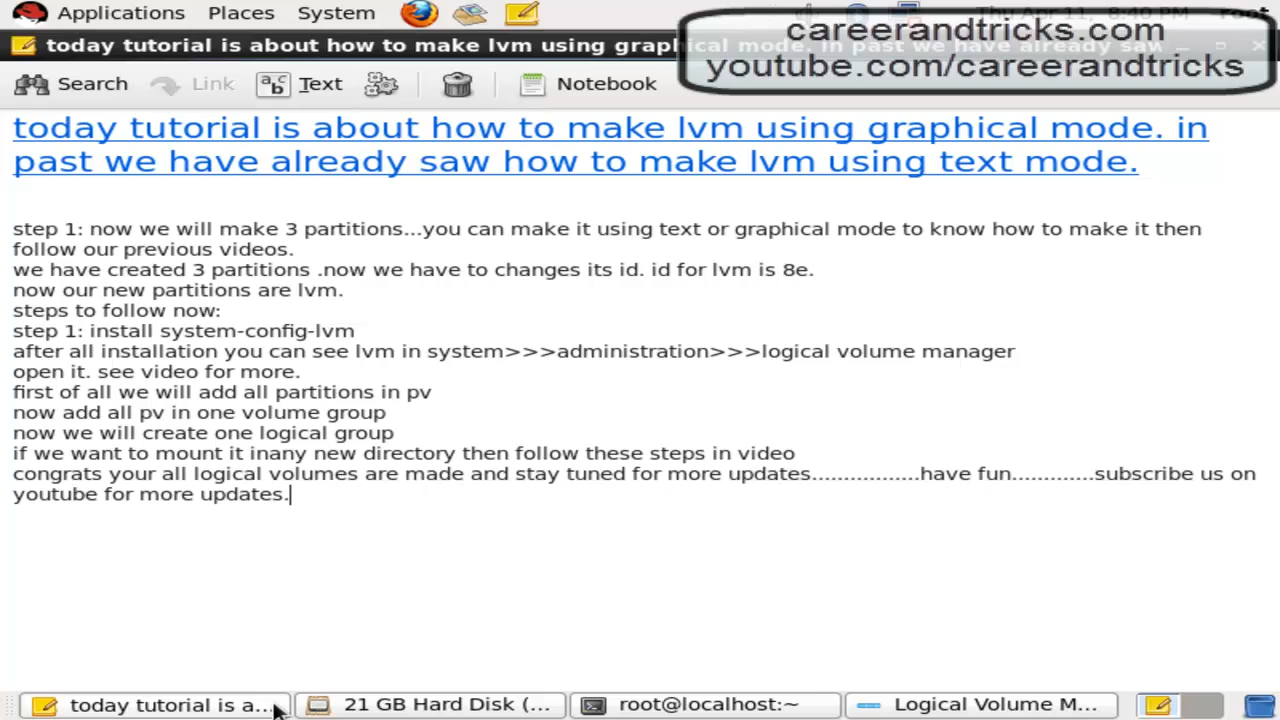 Applications Places System Thu Apr 11, 8:40 PM root
careerandtricks.com
today tutorial is about how to make lvm using graphical mode. in past we have already saw
youtube.com/careerandtricks
Search Link Text Notebook
today tutorial is about how to make lvm using graphical mode. in
past we have already saw how to make lvm using text mode.
step 1: now we will make 3 partitions...you can make it using text or graphical mode to know how to make it then
follow our previous videos.
we have created 3 partitions .now we have to changes its id. id for lvm is 8e.
now our new partitions are lvm.
steps to follow now:
step 1: install system-config-lvm
after all installation you can see lvm in system>>>administration>>>logical volume manager
open it. see video for more.
first of all we will add all partitions in pv
now add all pv in one volume group
now we will create one logical group
if we want to mount it inany new directory then follow these steps in video
congrats your all logical volumes are made and stay tuned for more updates.................have fun.............subscribe us on
youtube for more updates.
today tutorial is a... 21 GB Hard Disk (... root@localhost:~ Logical Volume M...